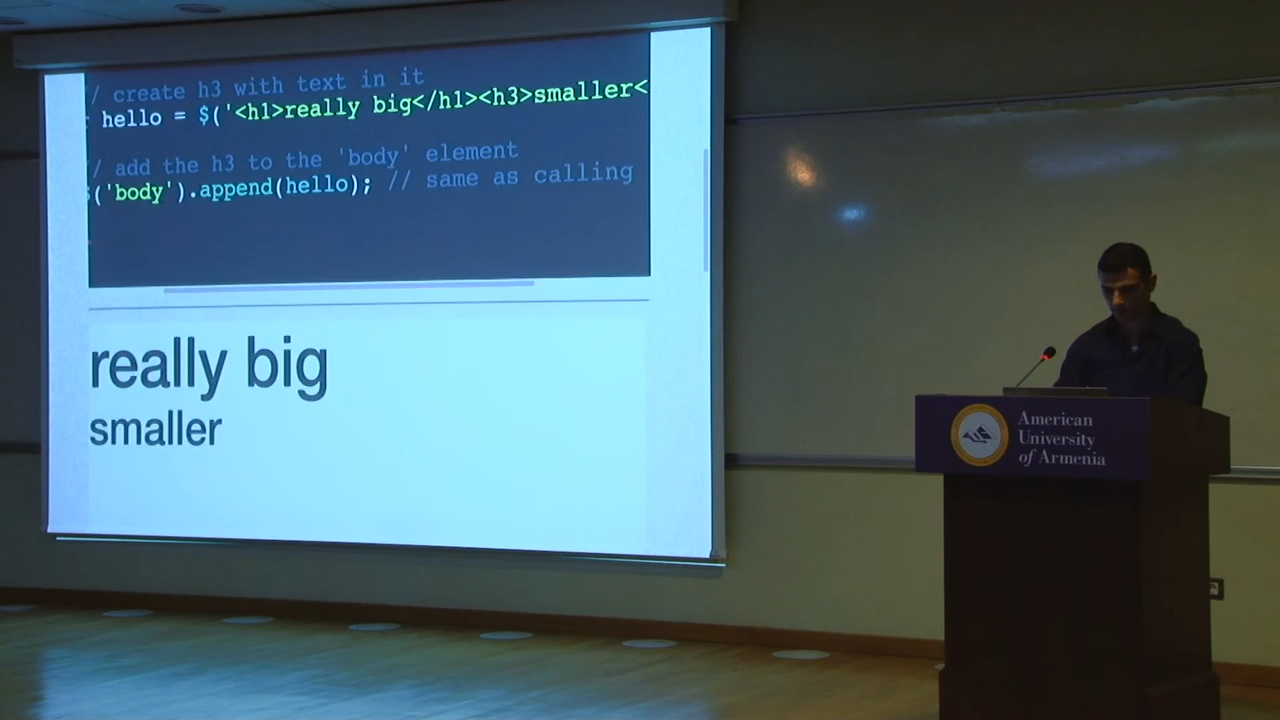 / create h3 with text in it
hello = $('<h1>really big</h1><h3>smaller<
/ add the h3 to the 'body' element
$('body').append(hello); // same as calling
really big
smaller
American
University
of Armenia